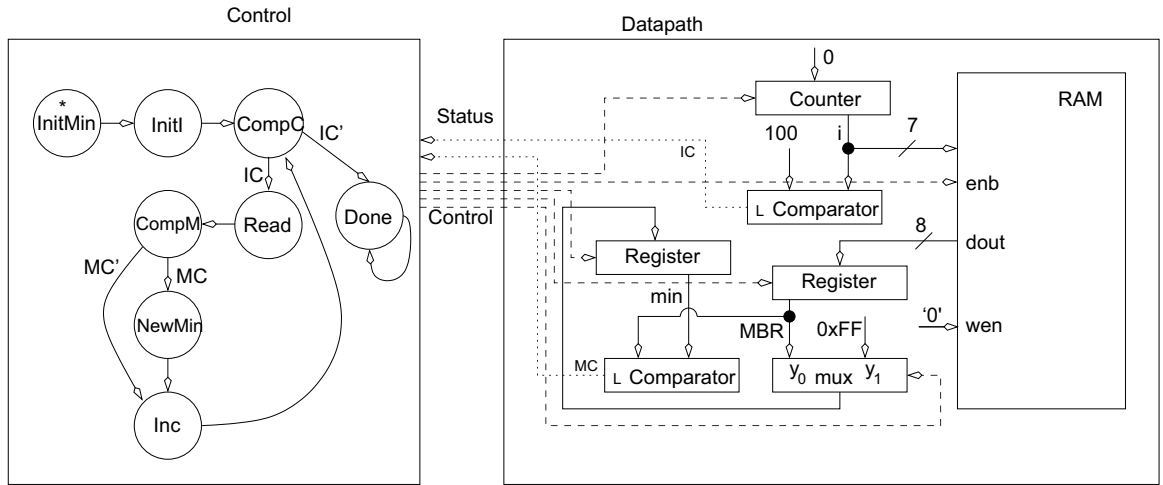 Control
Datapath
*
InitMin
InitI
CompC
IC'
IC
CompM
Read
Done
MC'
MC
NewMin
Inc
Status
Control
0
Counter
RAM
100
i
7
IC
L Comparator
enb
8
dout
Register
Register
min
MBR
0xFF
'0'
wen
MC
L Comparator
y0 mux y1